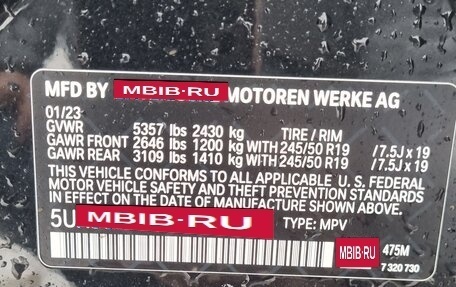 MFD BY MBIB-RU MOTOREN WERKE AG
01/23
GVWR 5357 lbs 2430 kg TIRE / RIM
GAWR FRONT 2646 lbs 1200 kg WITH 245/50 R19 / 7.5J x 19
GAWR REAR 3109 lbs 1410 kg WITH 245/50 R19 / 7.5J x 19
THIS VEHICLE CONFORMS TO ALL APPLICABLE U. S. FEDERAL
MOTOR VEHICLE SAFETY AND THEFT PREVENTION STANDARDS
IN EFFECT ON THE DATE OF MANUFACTURE SHOWN ABOVE.
5U MBIB-RU TYPE: MPV
MBIB-RU 475M
7 320 730